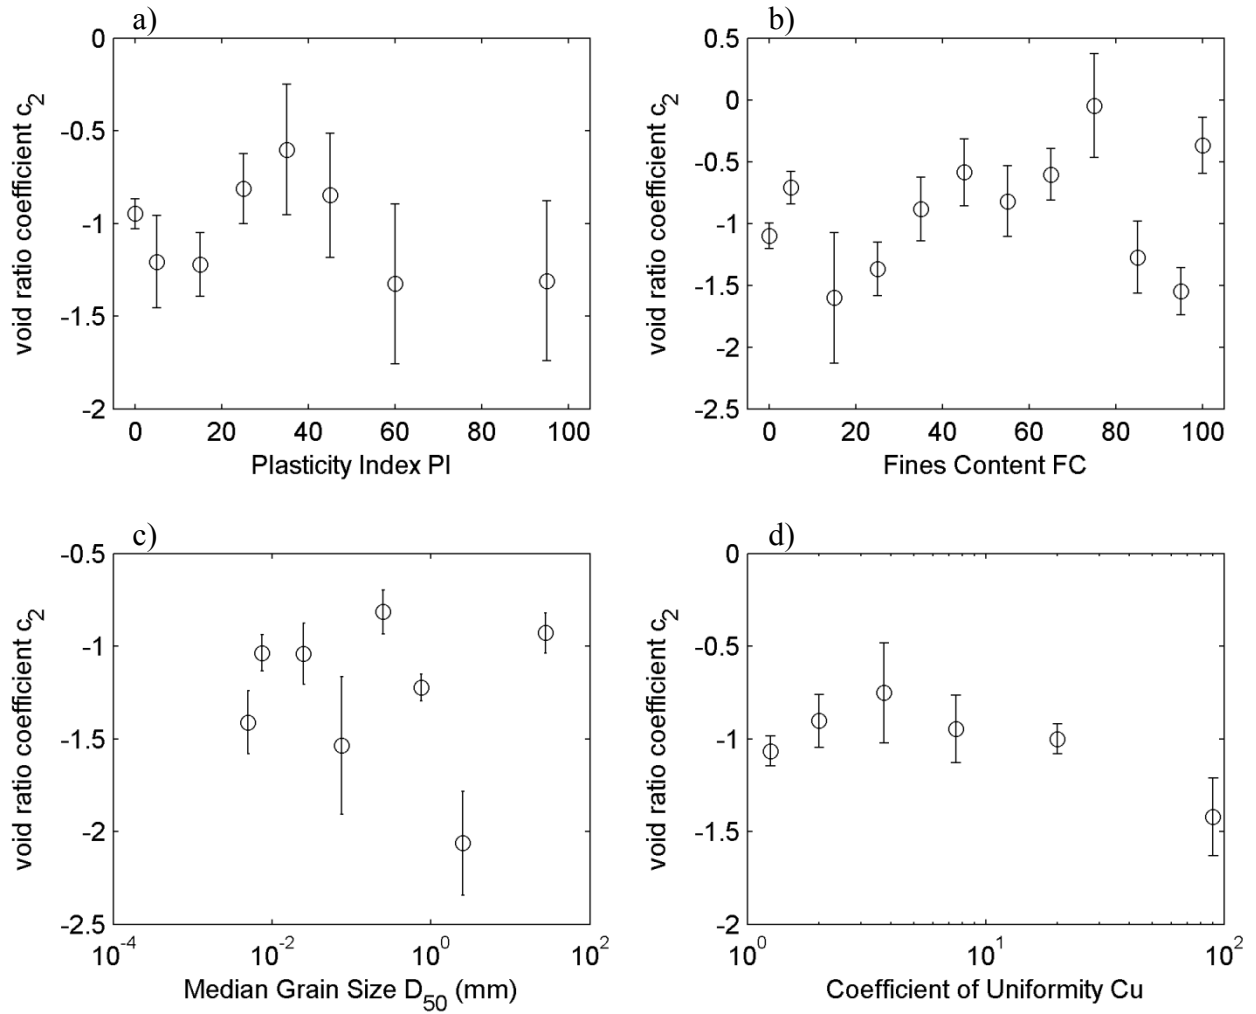 a)
0
-0.5
-1
-1.5
-2
0 20 40 60 80 100
void ratio coefficient c2
Plasticity Index PI
b)
0.5
0
-0.5
-1
-1.5
-2
-2.5
0 20 40 60 80 100
void ratio coefficient c2
Fines Content FC
c)
-0.5
-1
-1.5
-2
-2.5
10-4 10-2 100 102
void ratio coefficient c2
Median Grain Size D50 (mm)
d)
0
-0.5
-1
-1.5
-2
100 101 102
void ratio coefficient c2
Coefficient of Uniformity Cu